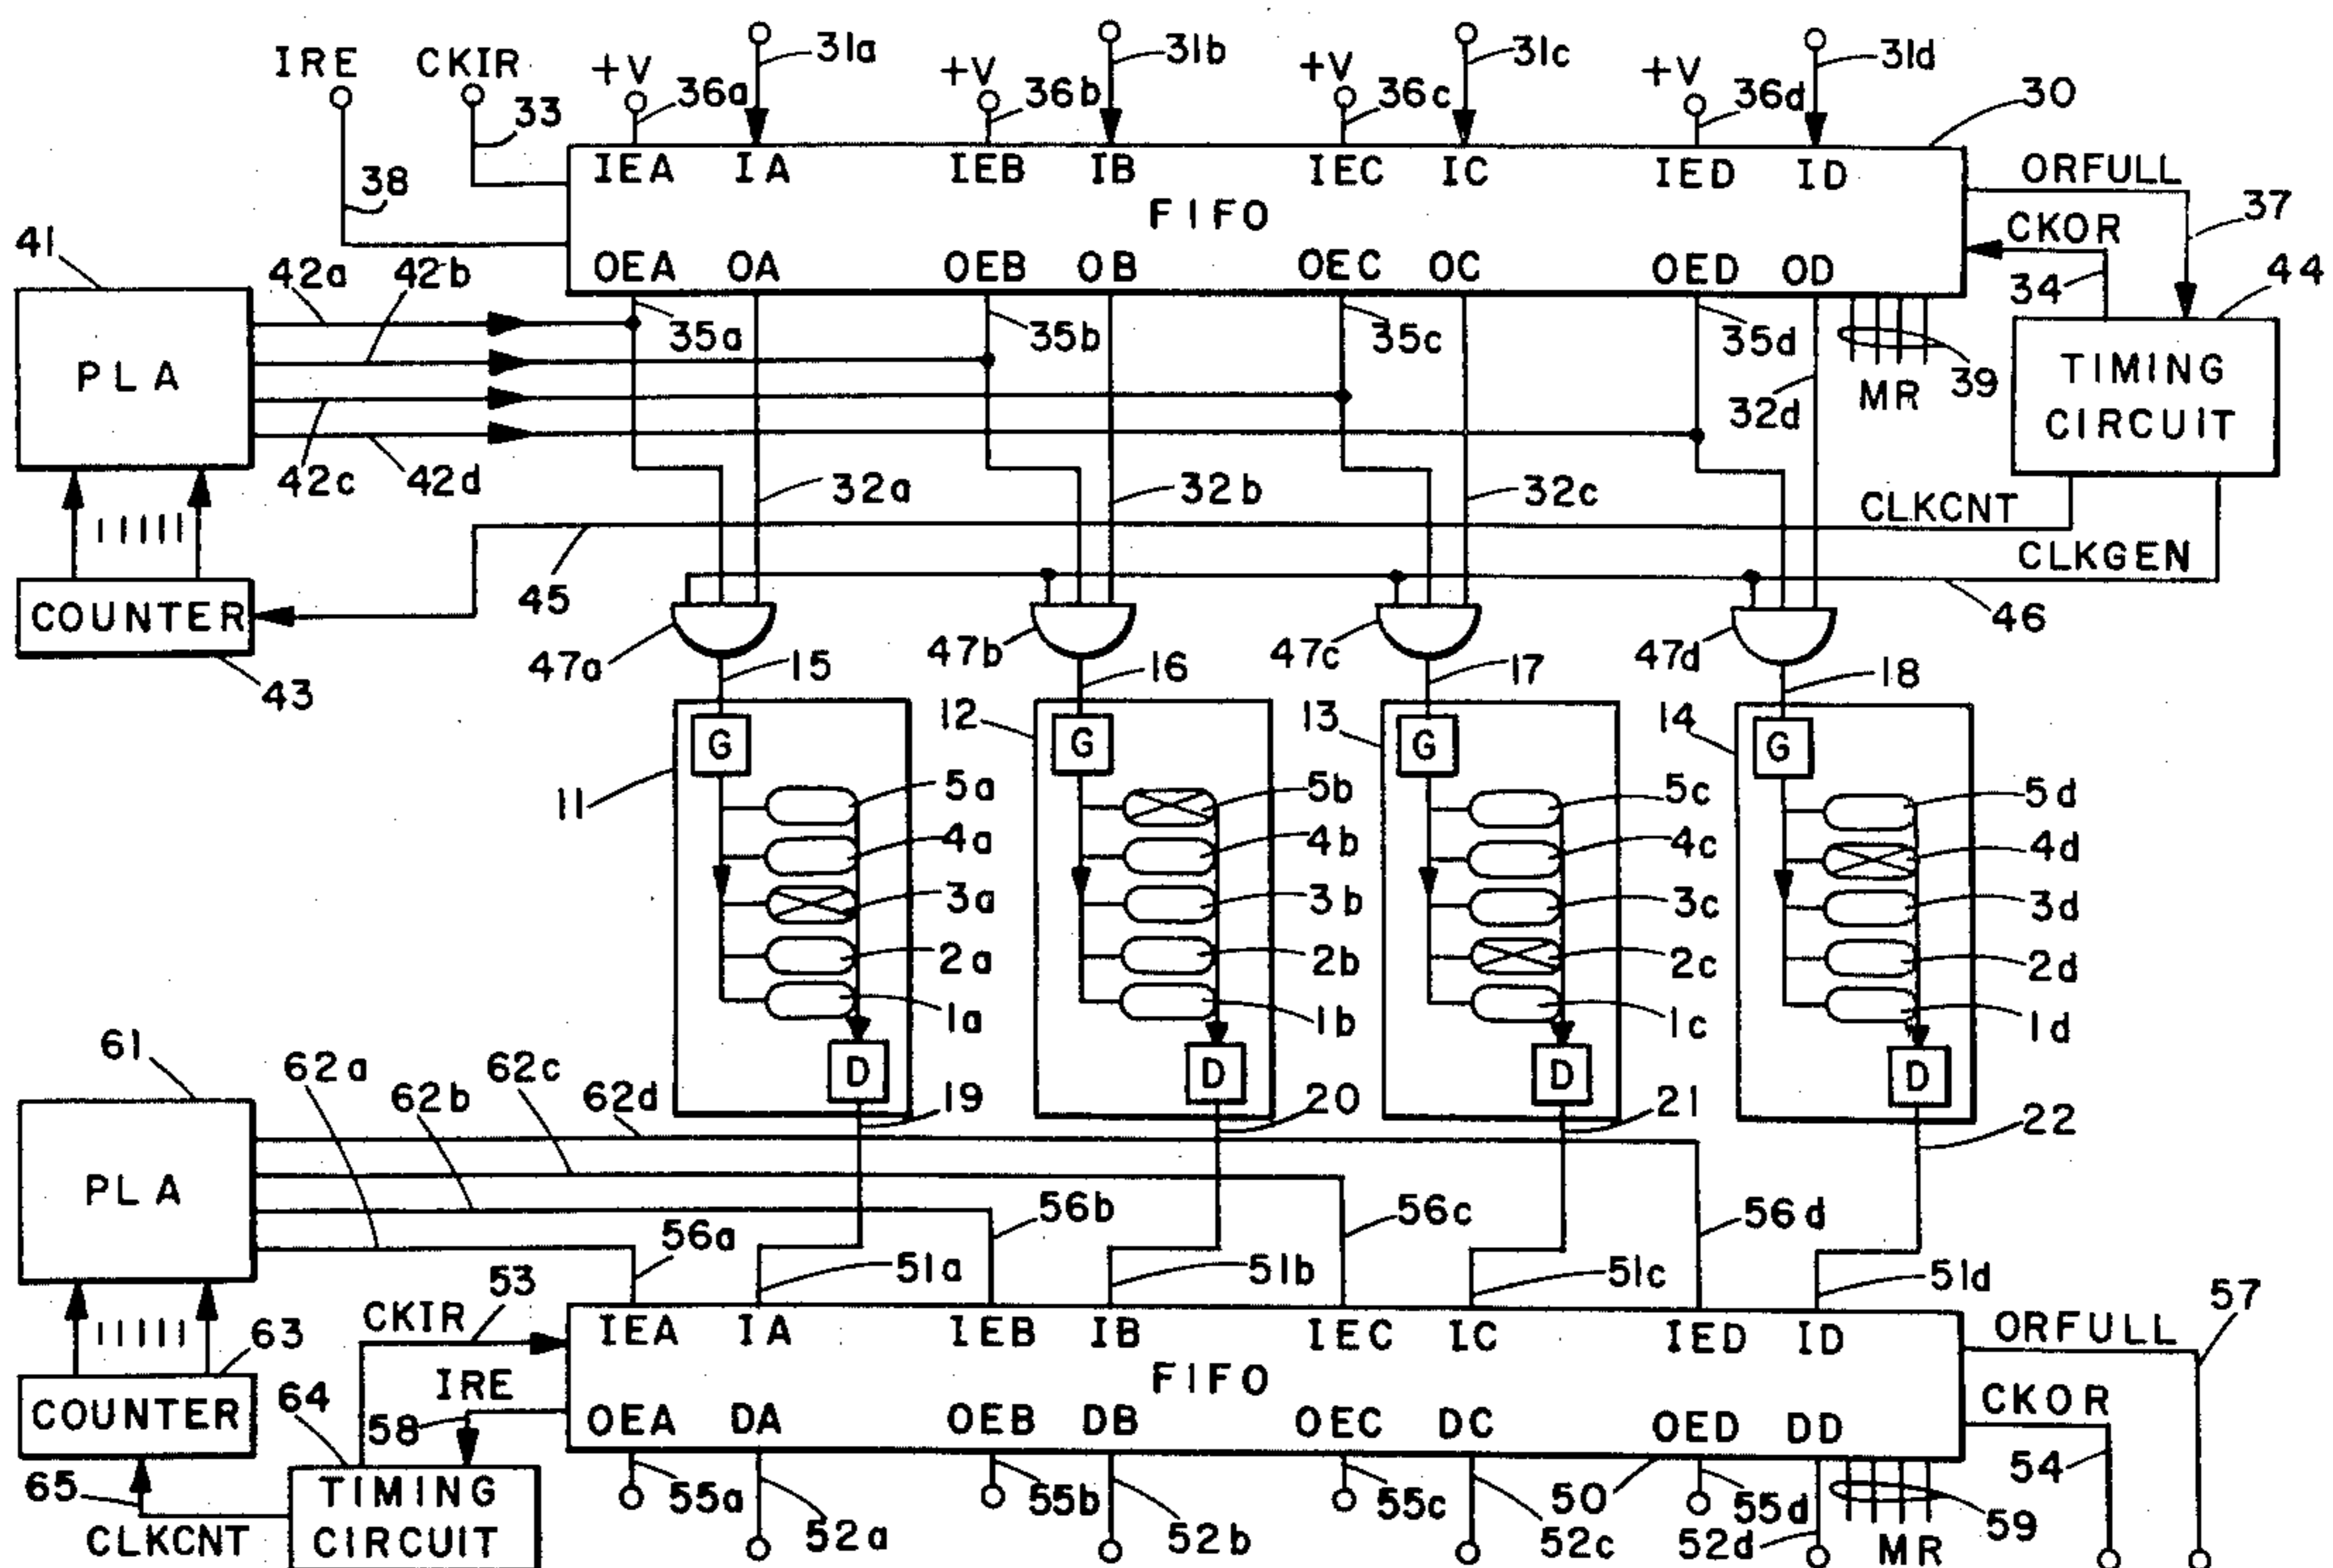 IRE CKIR +V 31a +V 31b +V 31c +V 31d
33 36a 36b 36c 36d 30
38 IEA IA IEB IB IEC IC IED ID ORFULL
FIFO 37
41 CKOR
42a 42b OEA OA OEB OB OEC OC OED OD 34 44
35a 35b 35c 35d
PLA MR 39 TIMING
32d CIRCUIT
42c 42d 32a 32b 32c CLKCNT
CLKGEN
COUNTER 45 46
43 47a 15 47b 16 47c 17 47d 18
12 13 14
G G G G
11 5a 5b 5c 5d
4a 4b 4c 4d
3a 3b 3c 3d
2a 2b 2c 2d
1a 1b 1c 1d
61 62a 62b 62c 62d D 19 D 20 D 21 D 22
PLA 56a 56b 56c 56d
53 51a 51b 51c 51d 57
CKIR IEA IA IEB IB IEC IC IED ID ORFULL
63
IRE FIFO CKOR
COUNTER 64 58 OEA DA OEB DB OEC DC OED DD
65 TIMING 55a 55b 55c 50 55d 59 54
CLKCNT CIRCUIT 52a 52b 52c 52d MR